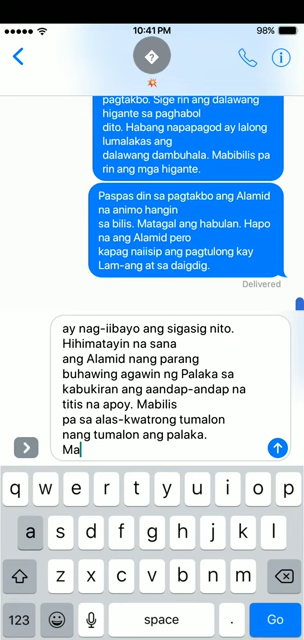 10:41 PM
98%
pagtakbo. Sige rin ang dalawang
higante sa paghabol
dito. Habang napapagod ay lalong
lumalakas ang
dalawang dambuhala. Mabibilis pa
rin ang mga higante.
Paspas din sa pagtakbo ang Alamid
na animo hangin
sa bilis. Matagal ang habulan. Hapo
na ang Alamid pero
kapag naiisip ang pagtulong kay
Lam-ang at sa daigdig.
Delivered
ay nag-iibayo ang sigasig nito.
Hihimatayin na sana
ang Alamid nang parang
buhawing agawin ng Palaka sa
kabukiran ang aandap-andap na
titis na apoy. Mabilis
pa sa alas-kwatrong tumalon
nang tumalon ang palaka.
Ma
q w e r t y u i o p
a s d f g h j k l
z x c v b n m
123 space . Go